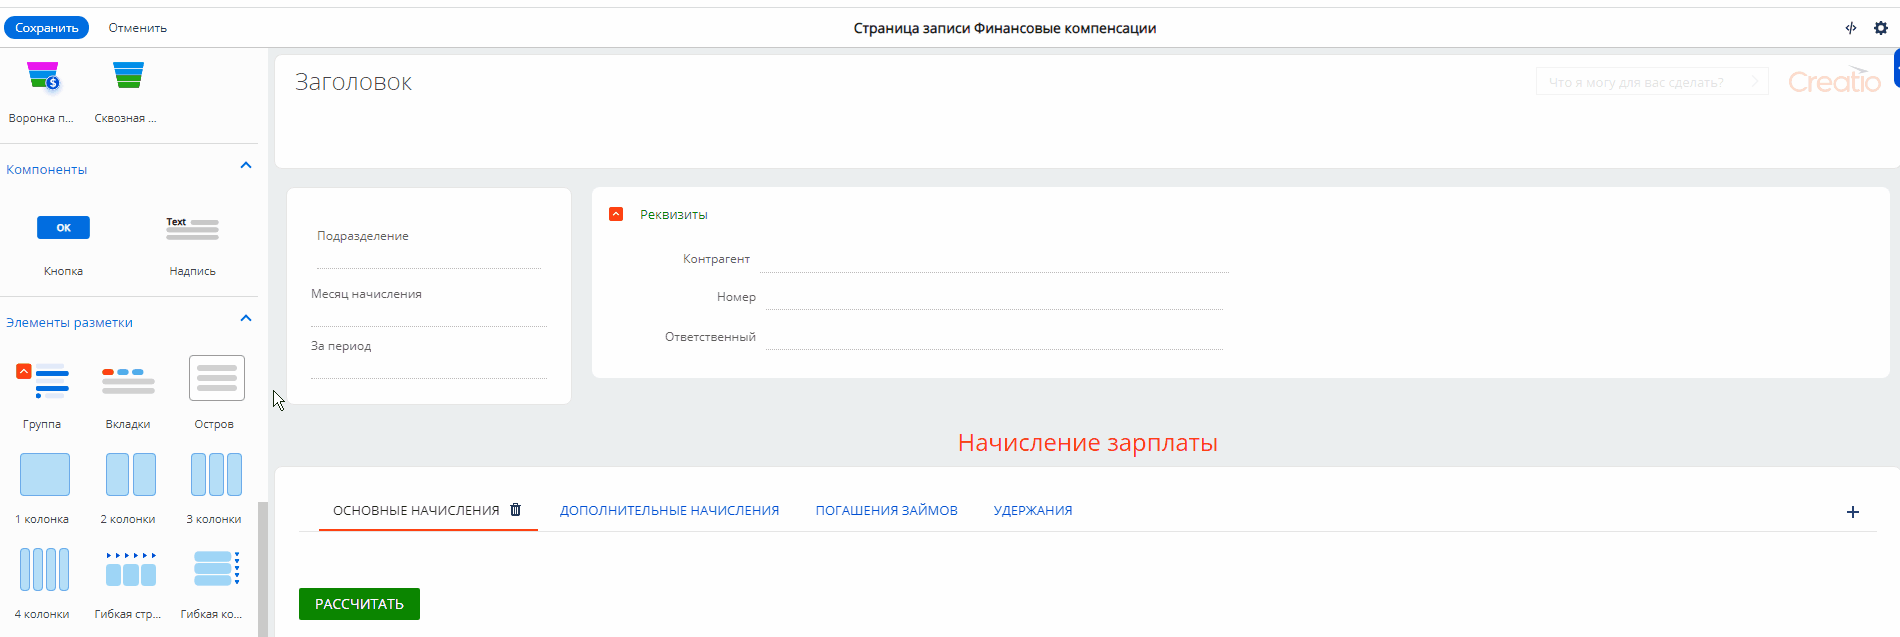 Сохранить Отменить Страница записи Финансовые компенсации
Воронка п... Сквозная ...
Компоненты
OK Text
Кнопка Надпись
Элементы разметки
Группа Вкладки Остров
1 колонка 2 колонки 3 колонки
4 колонки Гибкая стр... Гибкая ко...
Заголовок
Что я могу для вас сделать? Creatio
Подразделение
Месяц начисления
За период
Реквизиты
Контрагент
Номер
Ответственный
Начисление зарплаты
ОСНОВНЫЕ НАЧИСЛЕНИЯ ДОПОЛНИТЕЛЬНЫЕ НАЧИСЛЕНИЯ ПОГАШЕНИЯ ЗАЙМОВ УДЕРЖАНИЯ
РАССЧИТАТЬ